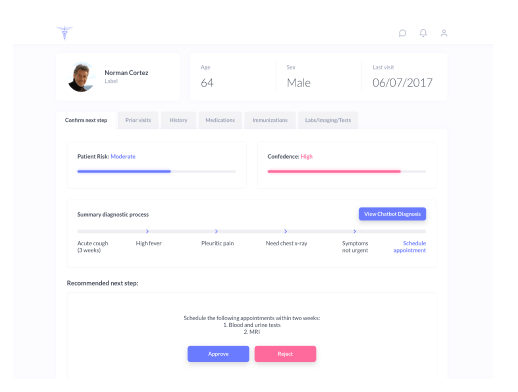 Norman Cortez
Label
Age
64
Sex
Male
Last visit
06/07/2017
Confirm next step
Prior visits
History
Medications
Immunizations
Labs/Imaging/Tests
Patient Risk: Moderate
Confedence: High
Summary diagnostic process
View Chatbot Diagnosis
Acute cough
(3 weeks)
High fever
Pleuritic pain
Need chest x-ray
Symptoms
not urgent
Schedule
appointment
Recommended next step:
Schedule the following appointments within two weeks:
1. Blood and urine tests
2. MRI
Approve
Reject